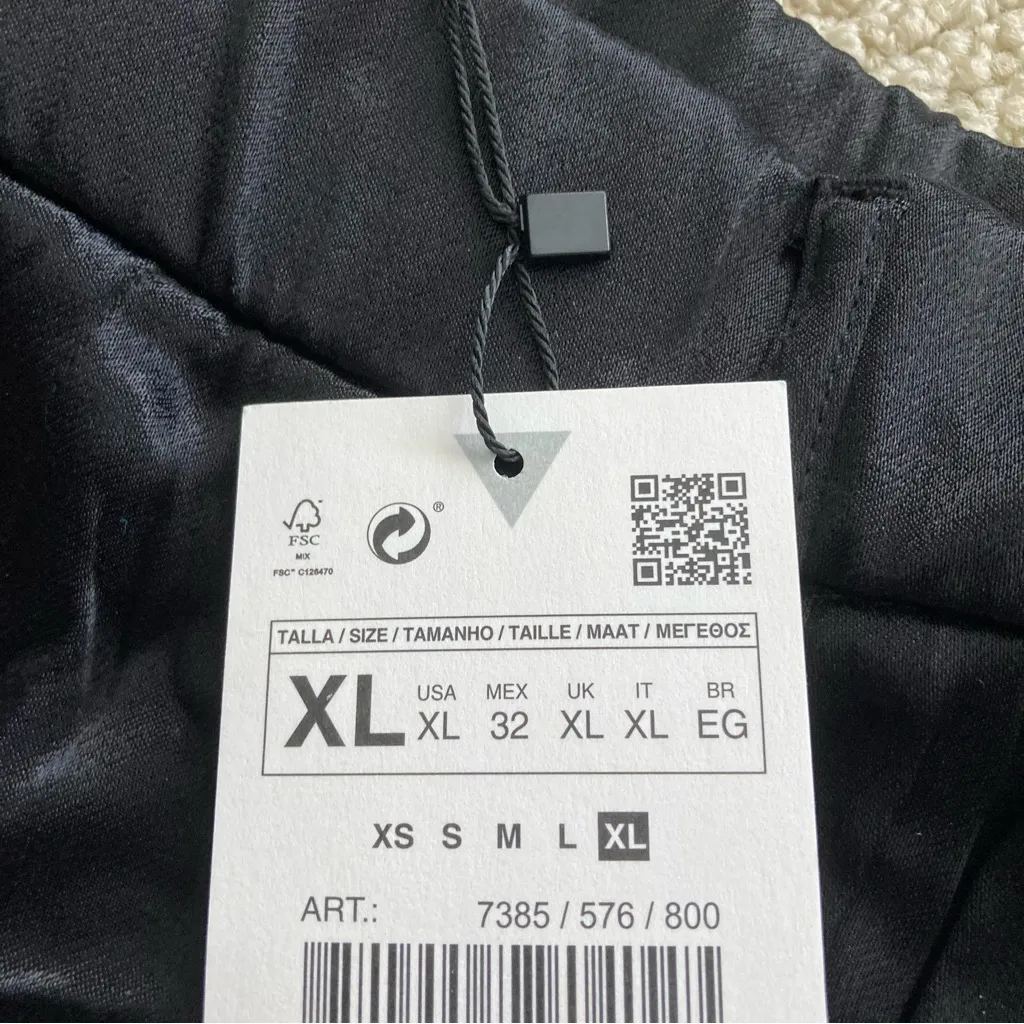 ®
FSC
MIX
FSC™ C126470
TALLA / SIZE / TAMANHO / TAILLE / MAAT / ΜΕΓΕΘΟΣ
XL
USA MEX UK IT BR
XL 32 XL XL EG
XS S M L XL
ART.: 7385 / 576 / 800